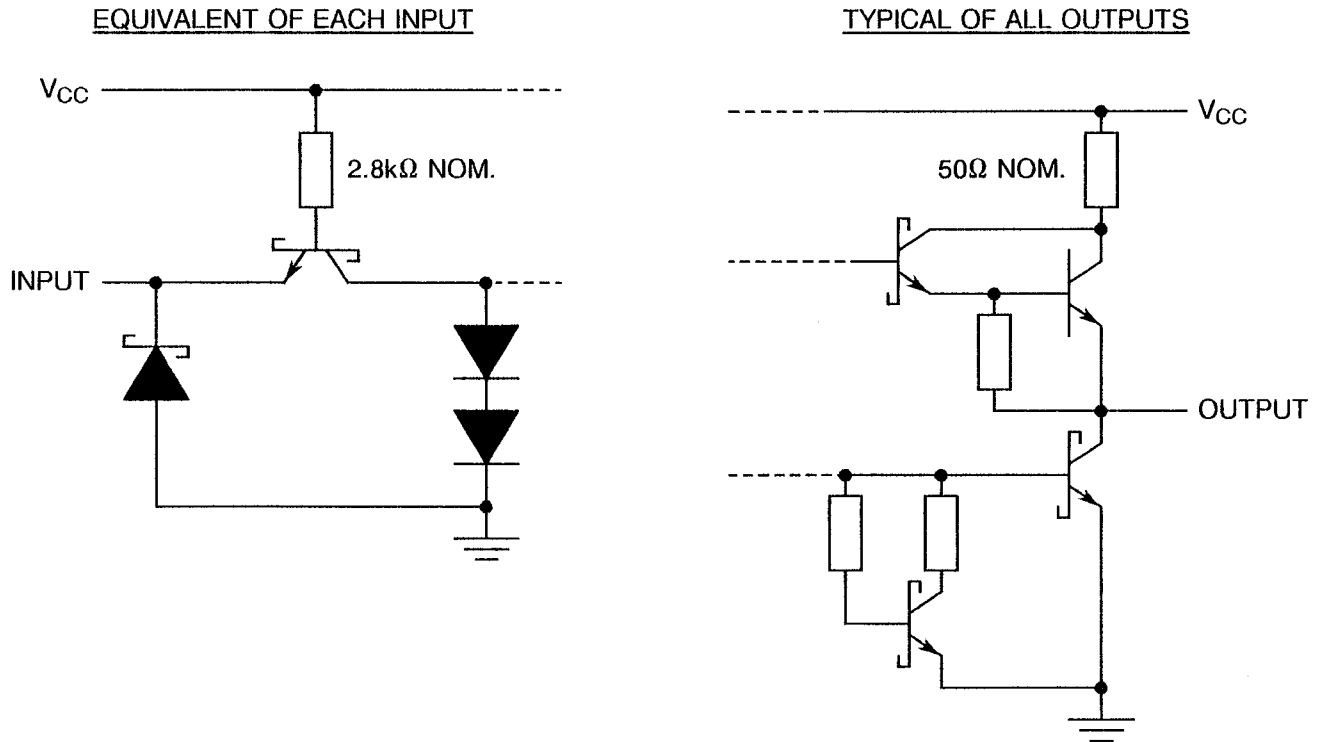 EQUIVALENT OF EACH INPUT
TYPICAL OF ALL OUTPUTS
VCC
2.8kΩ NOM.
INPUT
VCC
50Ω NOM.
OUTPUT